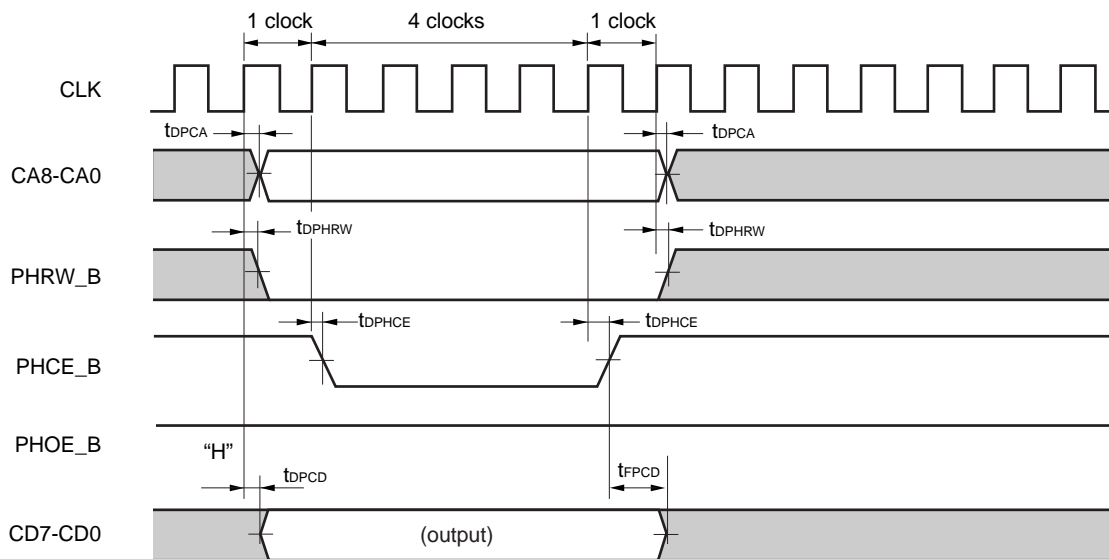 1 clock 4 clocks 1 clock
CLK
tDPCA tDPCA
CA8-CA0
tDPHRW tDPHRW
PHRW_B
tDPHCE tDPHCE
PHCE_B
PHOE_B
“H”
tDPCD tFPCD
CD7-CD0 (output)